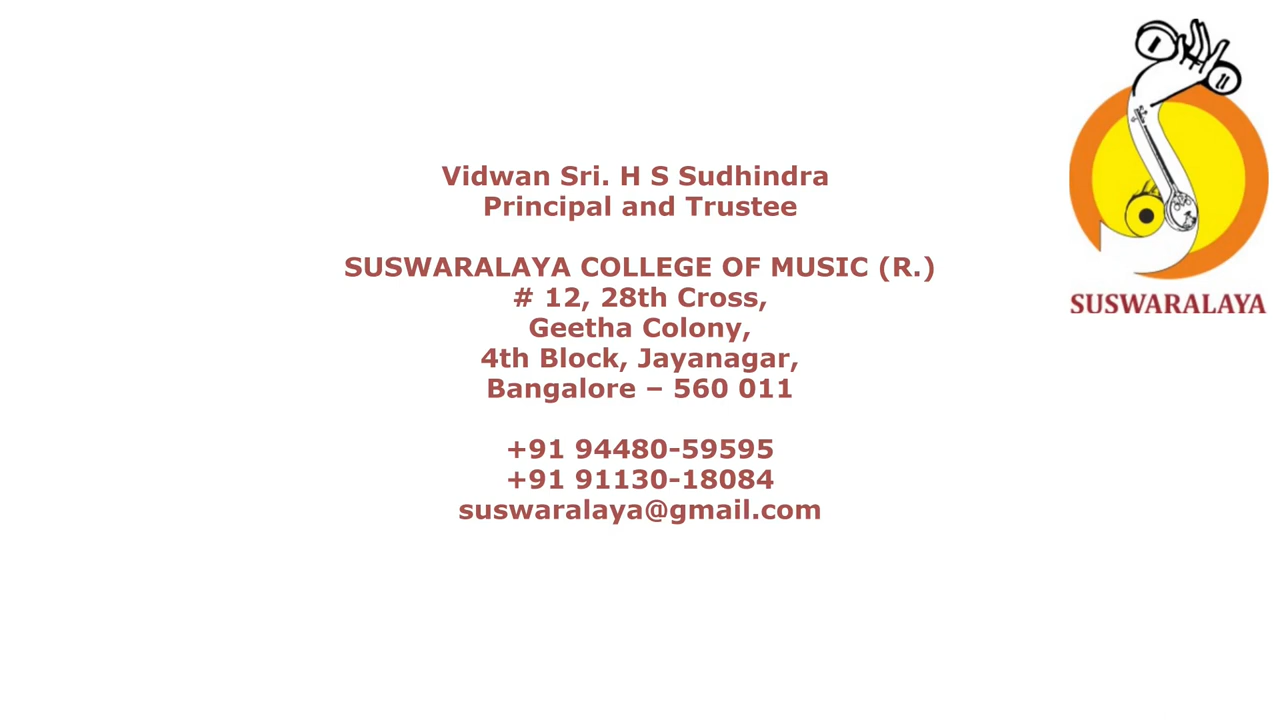 Vidwan Sri. H S Sudhindra
Principal and Trustee
SUSWARALAYA COLLEGE OF MUSIC (R.)
# 12, 28th Cross,
Geetha Colony,
4th Block, Jayanagar,
Bangalore – 560 011
+91 94480-59595
+91 91130-18084
suswaralaya@gmail.com
SUSWARALAYA